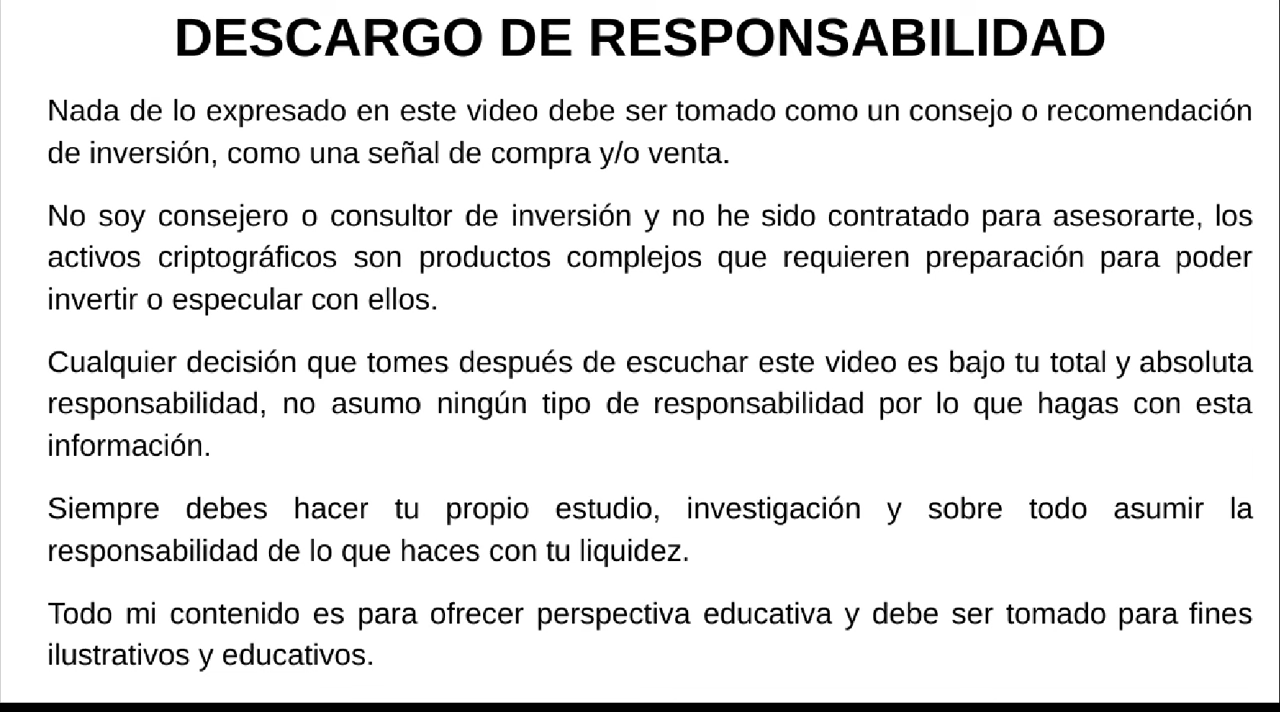 DESCARGO DE RESPONSABILIDAD
Nada de lo expresado en este video debe ser tomado como un consejo o recomendación
de inversión, como una señal de compra y/o venta.
No soy consejero o consultor de inversión y no he sido contratado para asesorarte, los
activos criptográficos son productos complejos que requieren preparación para poder
invertir o especular con ellos.
Cualquier decisión que tomes después de escuchar este video es bajo tu total y absoluta
responsabilidad, no asumo ningún tipo de responsabilidad por lo que hagas con esta
información.
Siempre debes hacer tu propio estudio, investigación y sobre todo asumir la
responsabilidad de lo que haces con tu liquidez.
Todo mi contenido es para ofrecer perspectiva educativa y debe ser tomado para fines
ilustrativos y educativos.